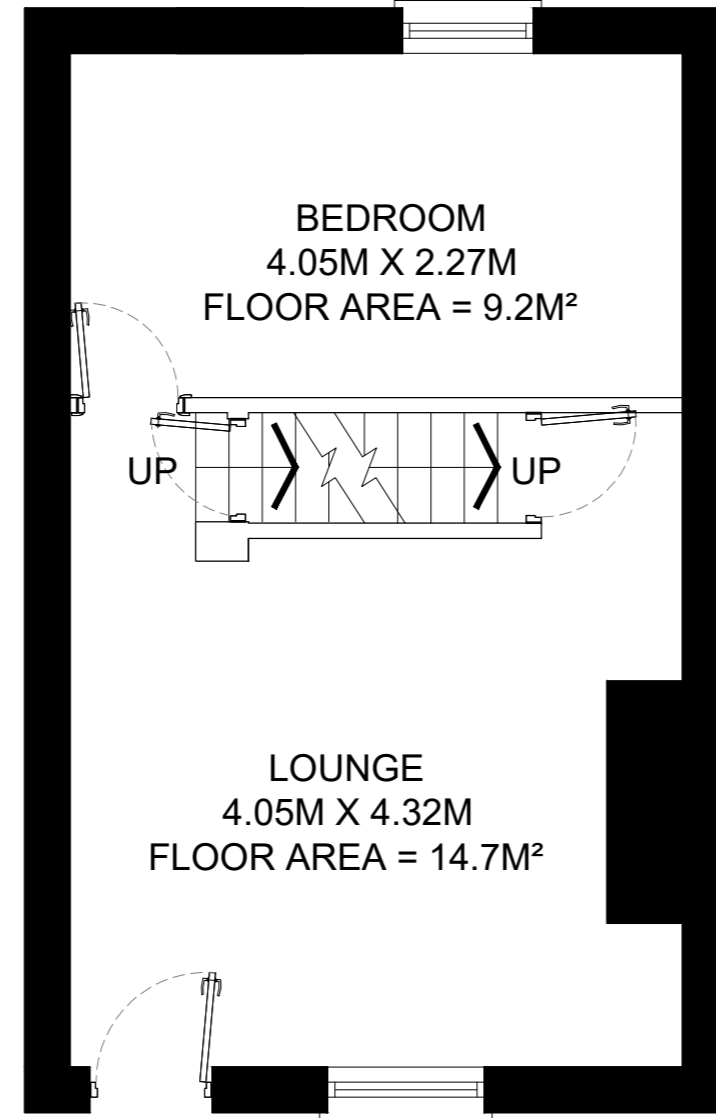 BEDROOM
4.05M X 2.27M
FLOOR AREA = 9.2M²
UP
UP
LOUNGE
4.05M X 4.32M
FLOOR AREA = 14.7M²